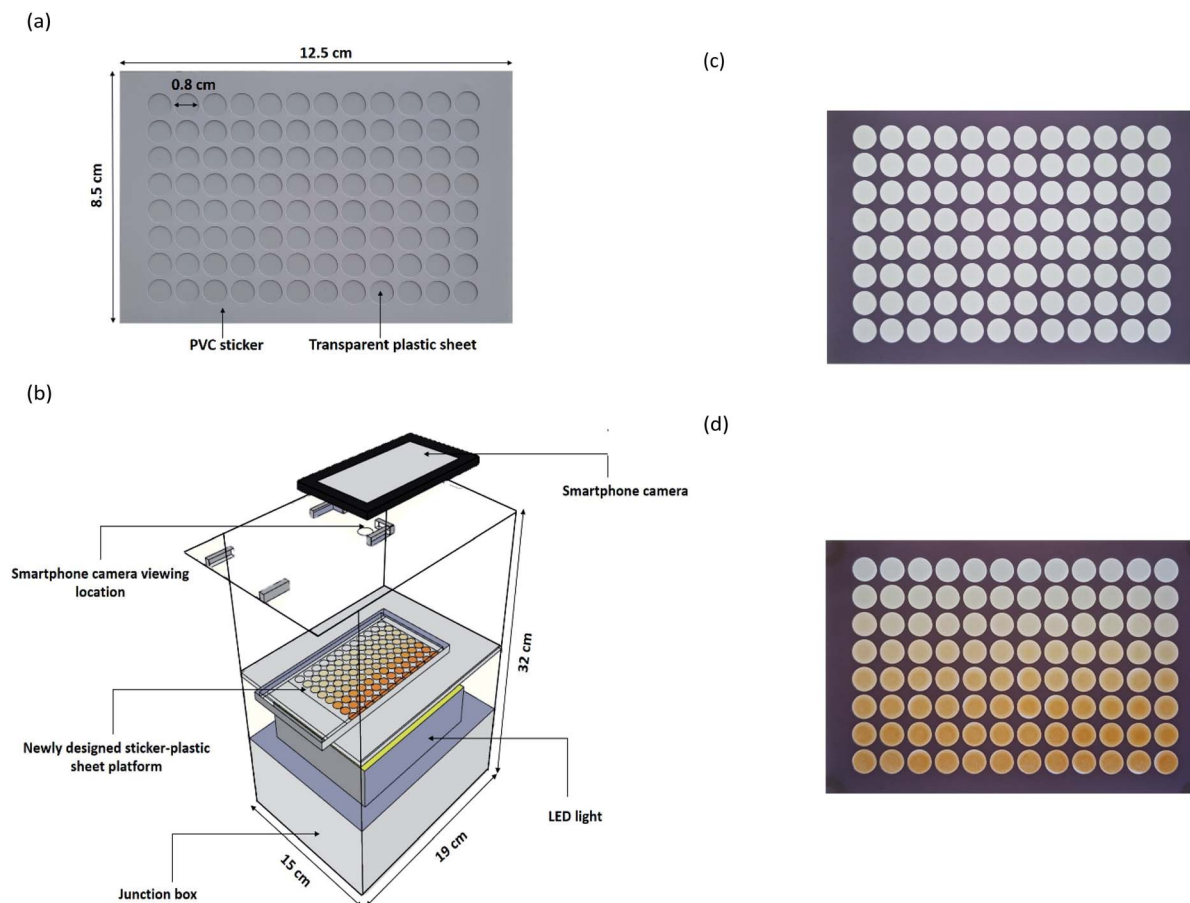 (a)
12.5 cm
0.8 cm
8.5 cm
PVC sticker
Transparent plastic sheet
(b)
Smartphone camera
Smartphone camera viewing
location
32 cm
Newly designed sticker-plastic
sheet platform
LED light
19 cm
15 cm
Junction box
(c)
(d)